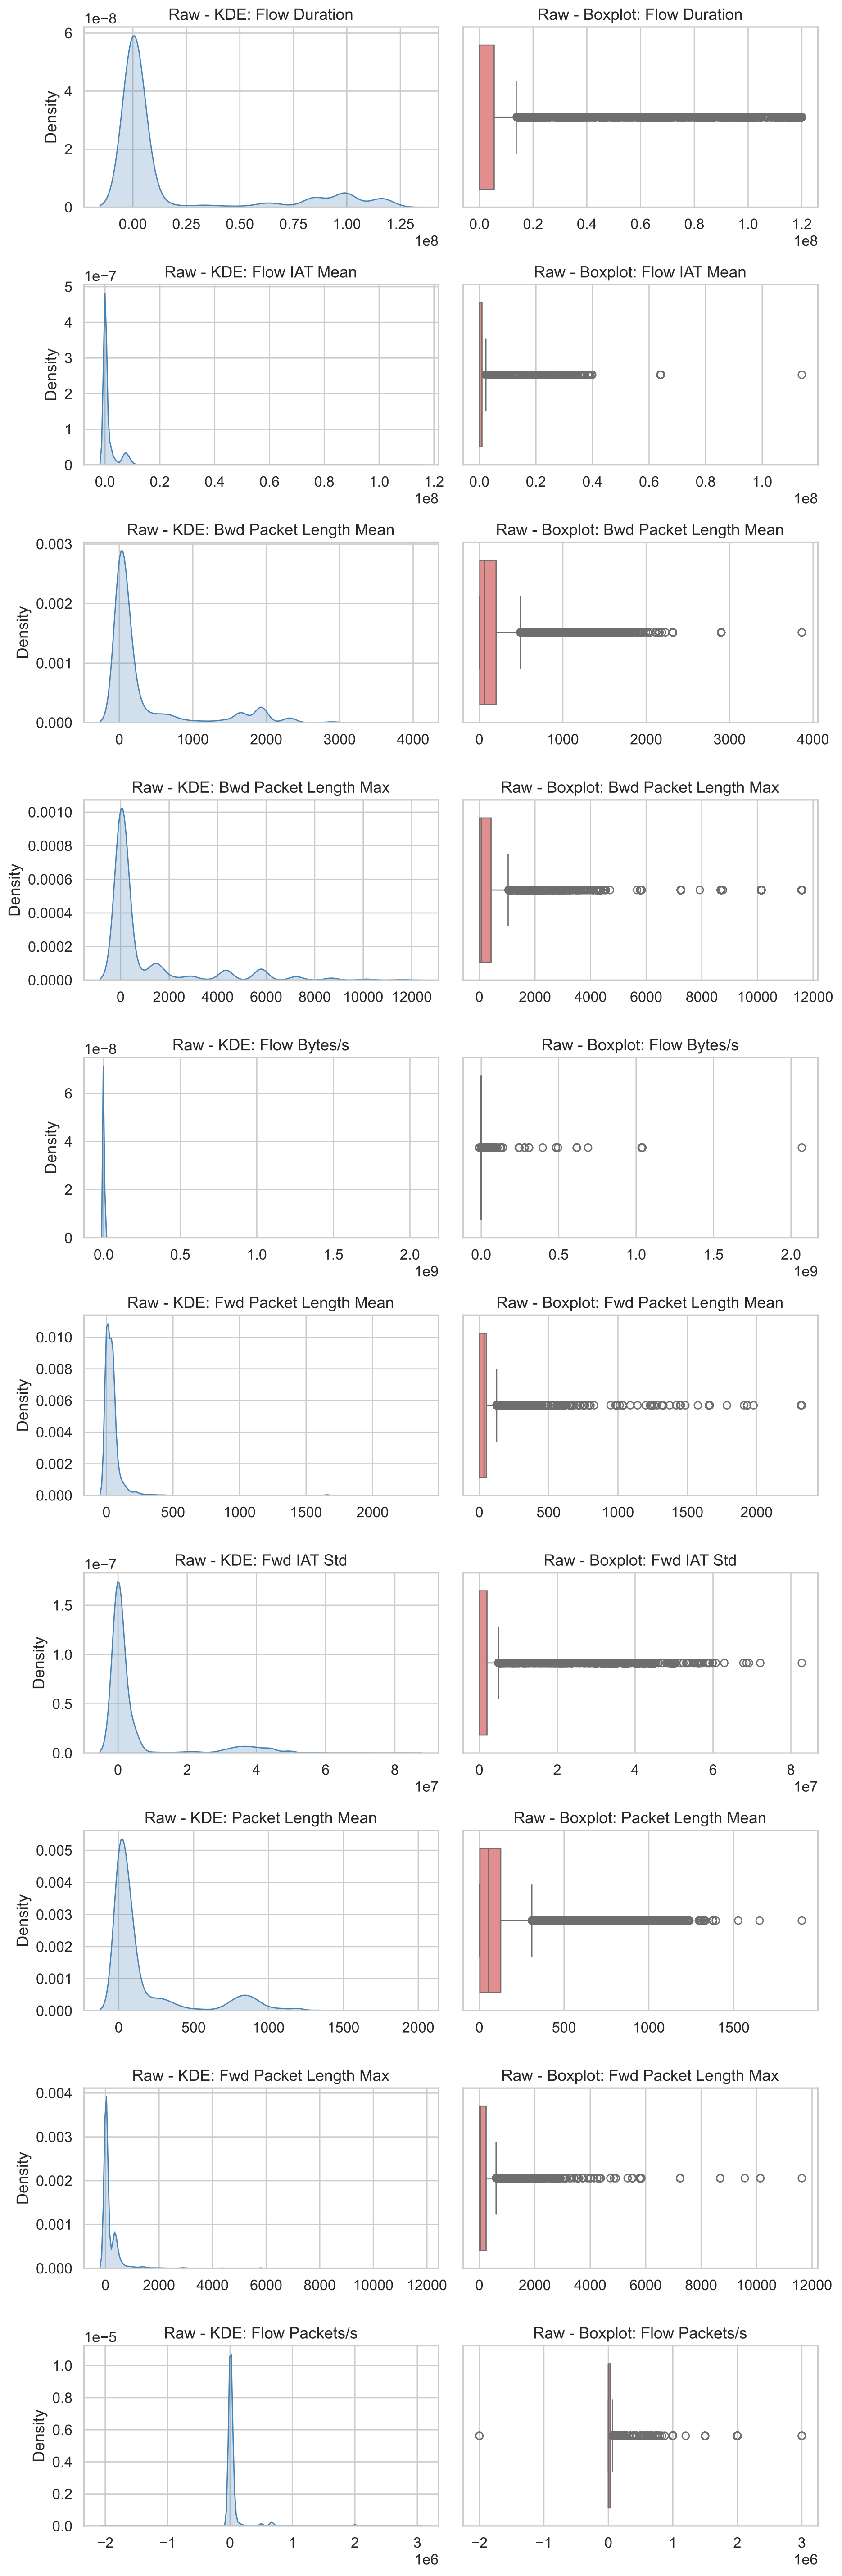 Raw - KDE: Flow Duration
Raw - Boxplot: Flow Duration
1e−8
6
4
2
0
Density
0.00 0.25 0.50 0.75 1.00 1.25
1e8
0.0 0.2 0.4 0.6 0.8 1.0 1.2
1e8
Raw - KDE: Flow IAT Mean
Raw - Boxplot: Flow IAT Mean
1e−7
5
4
3
2
1
0
Density
0.0 0.2 0.4 0.6 0.8 1.0 1.2
1e8
0.0 0.2 0.4 0.6 0.8 1.0
1e8
Raw - KDE: Bwd Packet Length Mean
Raw - Boxplot: Bwd Packet Length Mean
0.003
0.002
0.001
0.000
Density
0 1000 2000 3000 4000
0 1000 2000 3000 4000
Raw - KDE: Bwd Packet Length Max
Raw - Boxplot: Bwd Packet Length Max
0.0010
0.0008
0.0006
0.0004
0.0002
0.0000
Density
0 2000 4000 6000 8000 10000 12000
0 2000 4000 6000 8000 10000 12000
Raw - KDE: Flow Bytes/s
Raw - Boxplot: Flow Bytes/s
1e−8
6
4
2
0
Density
0.0 0.5 1.0 1.5 2.0
1e9
0.0 0.5 1.0 1.5 2.0
1e9
Raw - KDE: Fwd Packet Length Mean
Raw - Boxplot: Fwd Packet Length Mean
0.010
0.008
0.006
0.004
0.002
0.000
Density
0 500 1000 1500 2000
0 500 1000 1500 2000
Raw - KDE: Fwd IAT Std
Raw - Boxplot: Fwd IAT Std
1e−7
1.5
1.0
0.5
0.0
Density
0 2 4 6 8
1e7
0 2 4 6 8
1e7
Raw - KDE: Packet Length Mean
Raw - Boxplot: Packet Length Mean
0.005
0.004
0.003
0.002
0.001
0.000
Density
0 500 1000 1500 2000
0 500 1000 1500
Raw - KDE: Fwd Packet Length Max
Raw - Boxplot: Fwd Packet Length Max
0.004
0.003
0.002
0.001
0.000
Density
0 2000 4000 6000 8000 10000 12000
0 2000 4000 6000 8000 10000 12000
Raw - KDE: Flow Packets/s
Raw - Boxplot: Flow Packets/s
1e−5
1.0
0.8
0.6
0.4
0.2
0.0
Density
−2 −1 0 1 2 3
1e6
−2 −1 0 1 2 3
1e6